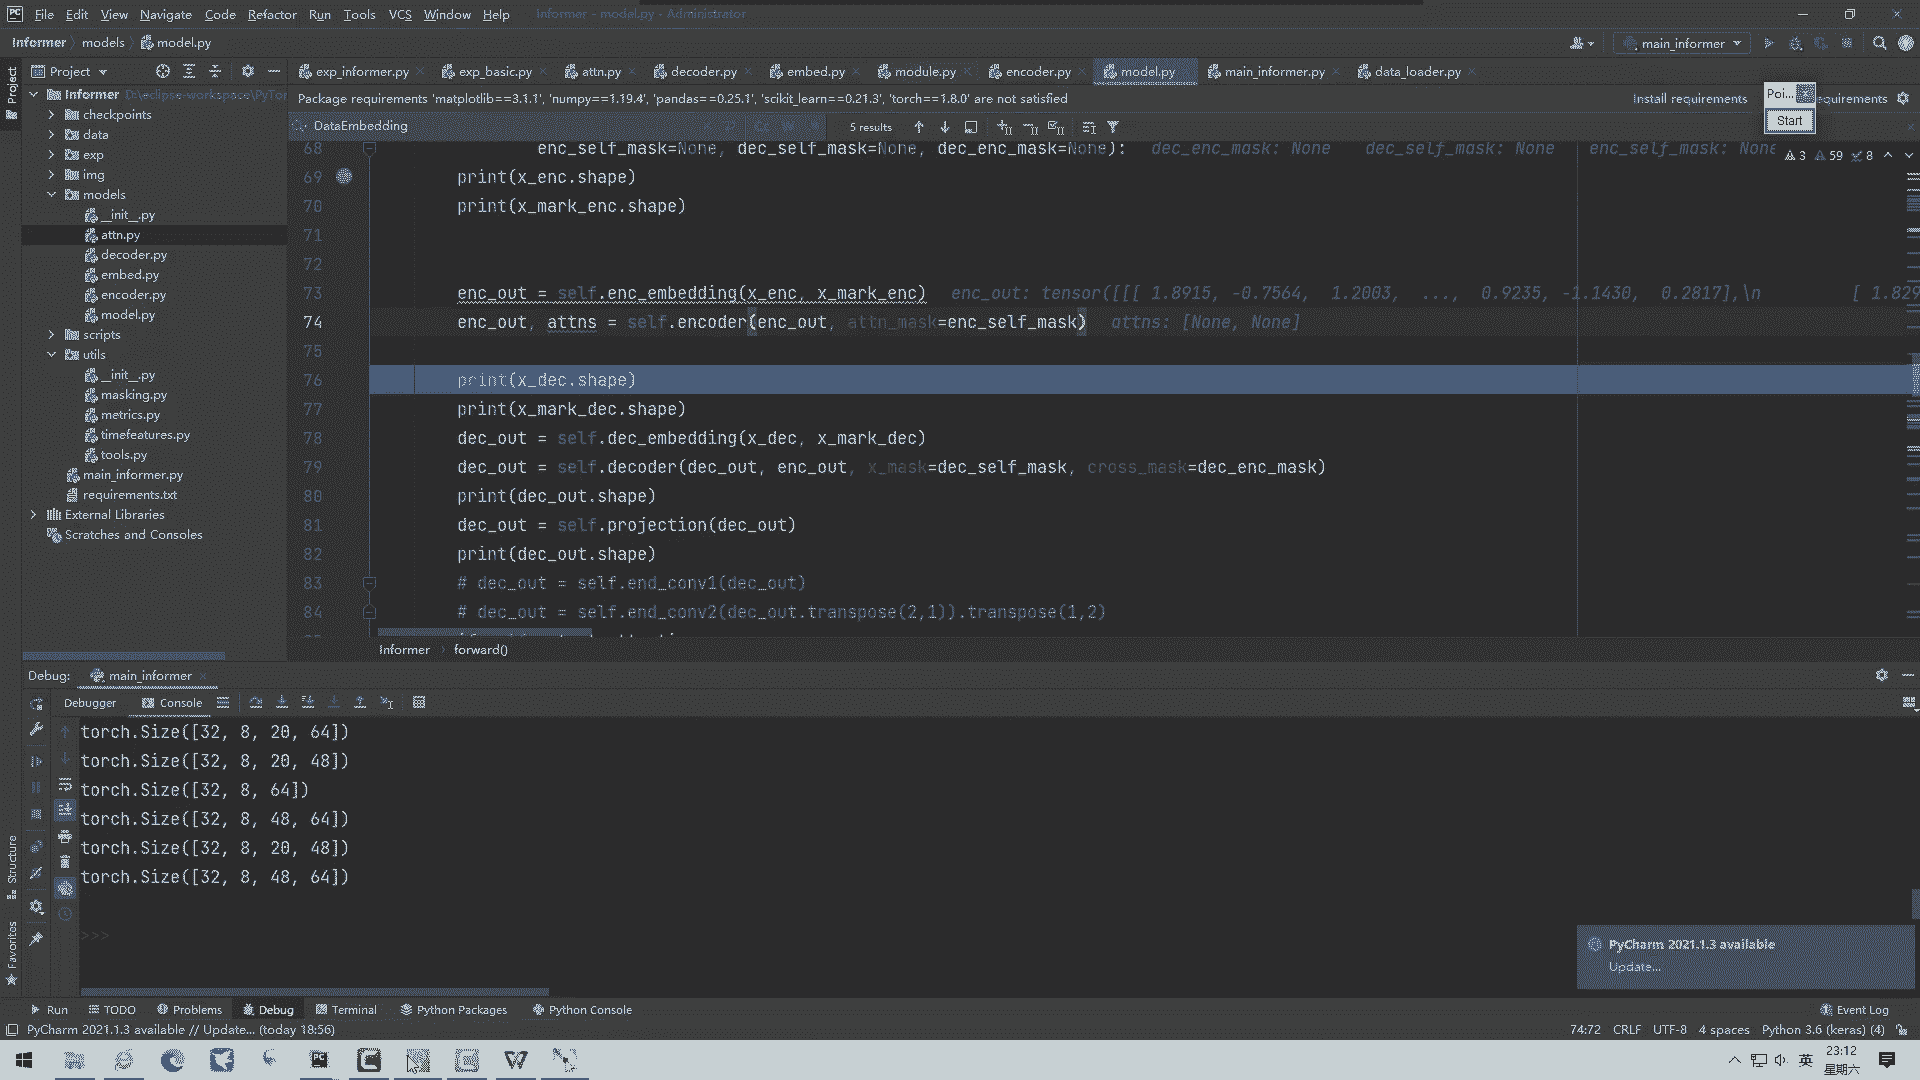 File Edit View Navigate Code Refactor Run Tools VCS Window Help Informer - model.py - Administrator
Informer models model.py main_informer
Project exp_informer.py exp_basic.py attn.py decoder.py embed.py module.py encoder.py model.py main_informer.py data_loader.py
Package requirements 'matplotlib==3.1.1', 'numpy==1.19.4', 'pandas==0.25.1', 'scikit_learn==0.21.3', 'torch==1.8.0' are not satisfied Install requirements
Poi...
Start
DataEmbedding 5 results
3 59 8
Informer
checkpoints
data
exp
img
models
__init__.py
attn.py
decoder.py
embed.py
encoder.py
model.py
scripts
utils
__init__.py
masking.py
metrics.py
timefeatures.py
tools.py
main_informer.py
requirements.txt
External Libraries
Scratches and Consoles
Project
Structure
Favorites
68 enc_self_mask=None, dec_self_mask=None, dec_enc_mask=None): dec_enc_mask: None dec_self_mask: None enc_self_mask: None
69 print(x_enc.shape)
70 print(x_mark_enc.shape)
71
72
73 enc_out = self.enc_embedding(x_enc, x_mark_enc) enc_out: tensor([[[ 1.8915, -0.7564, 1.2003, ..., 0.9235, -1.1430, 0.2817],\n [ 1.829
74 enc_out, attns = self.encoder(enc_out, attn_mask=enc_self_mask) attns: [None, None]
75
76 print(x_dec.shape)
77 print(x_mark_dec.shape)
78 dec_out = self.dec_embedding(x_dec, x_mark_dec)
79 dec_out = self.decoder(dec_out, enc_out, x_mask=dec_self_mask, cross_mask=dec_enc_mask)
80 print(dec_out.shape)
81 dec_out = self.projection(dec_out)
82 print(dec_out.shape)
83 # dec_out = self.end_conv1(dec_out)
84 # dec_out = self.end_conv2(dec_out.transpose(2,1)).transpose(1,2)
Informer forward()
Debug: main_informer
Debugger Console
torch.Size([32, 8, 20, 64])
torch.Size([32, 8, 20, 48])
torch.Size([32, 8, 64])
torch.Size([32, 8, 48, 64])
torch.Size([32, 8, 20, 48])
torch.Size([32, 8, 48, 64])
>>>
PyCharm 2021.1.3 available
Update...
Run TODO Problems Debug Terminal Python Packages Python Console Event Log
PyCharm 2021.1.3 available // Update... (today 18:56) 74:72 CRLF UTF-8 4 spaces Python 3.6 (keras) (4)
英
23:12
星期六